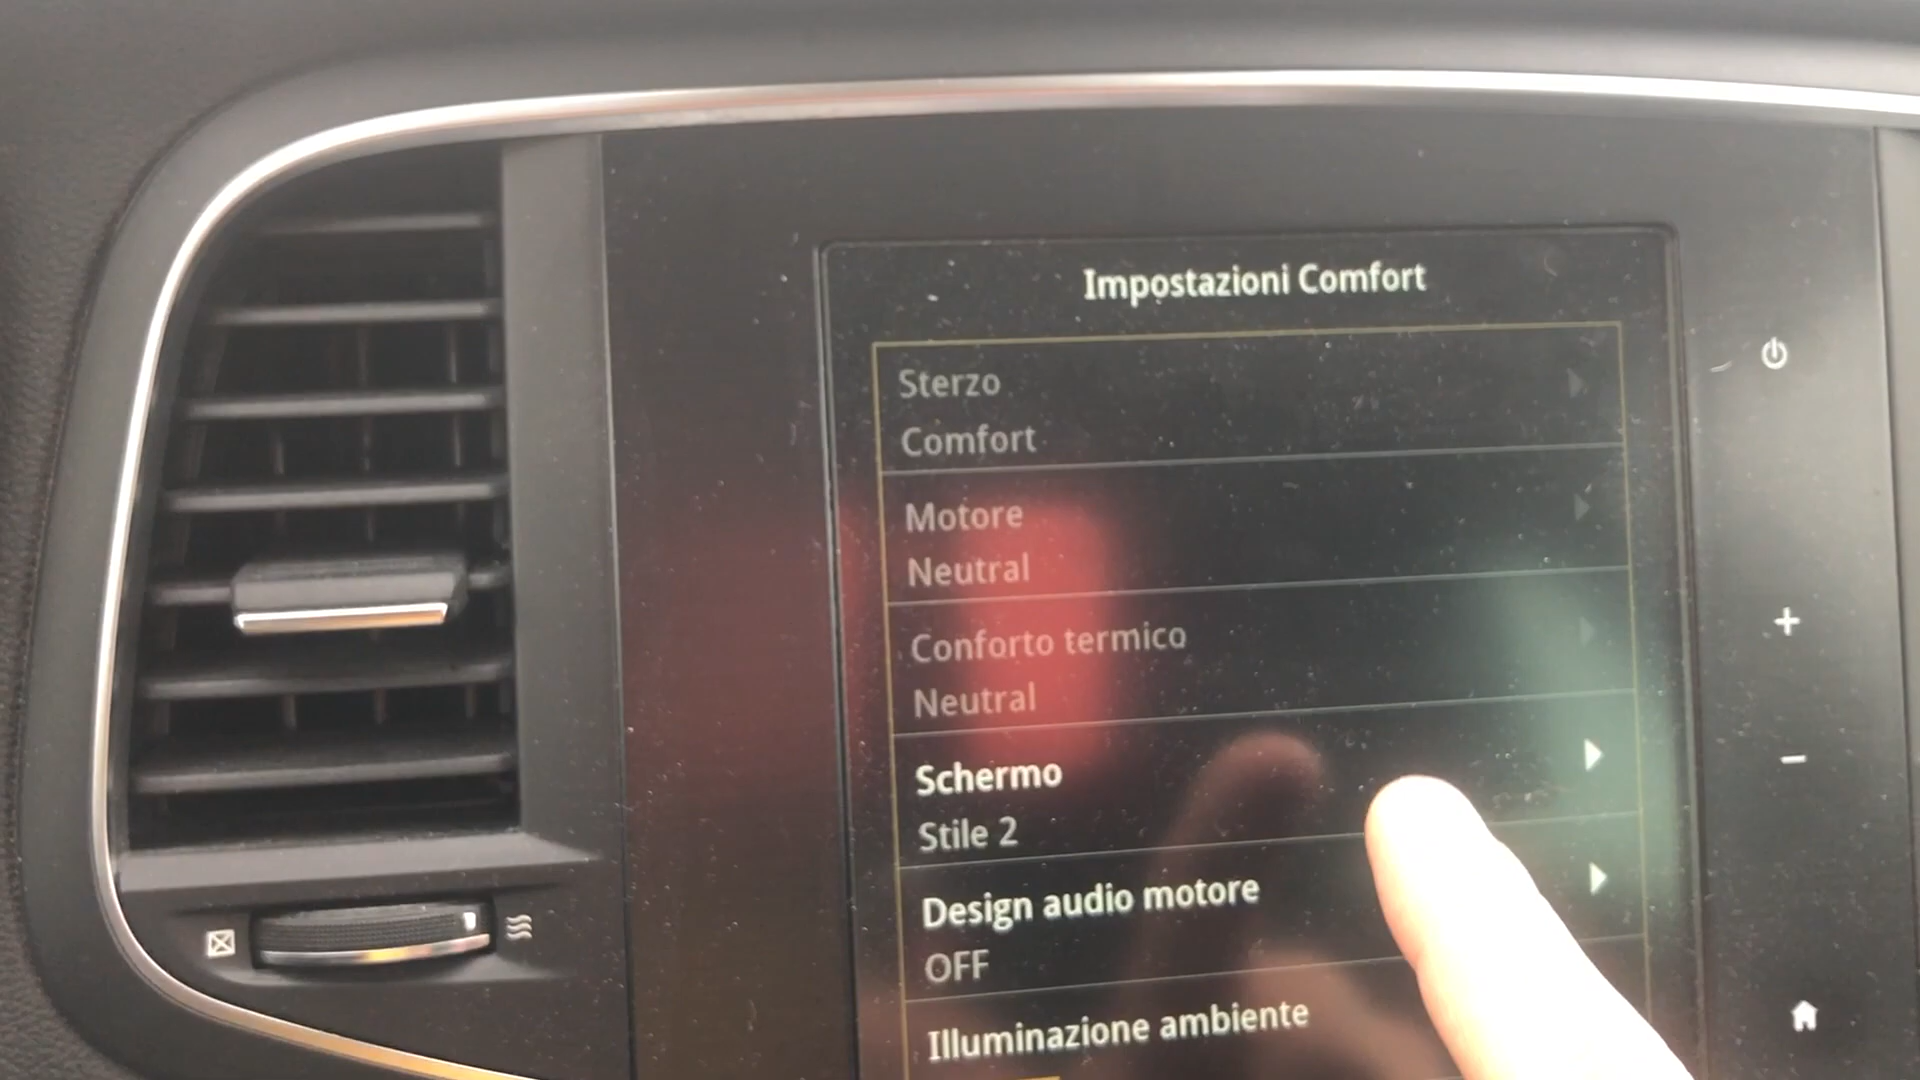 Impostazioni Comfort
Sterzo
Comfort
Motore
Neutral
Conforto termico
Neutral
Schermo
Stile 2
Design audio motore
OFF
Illuminazione ambiente